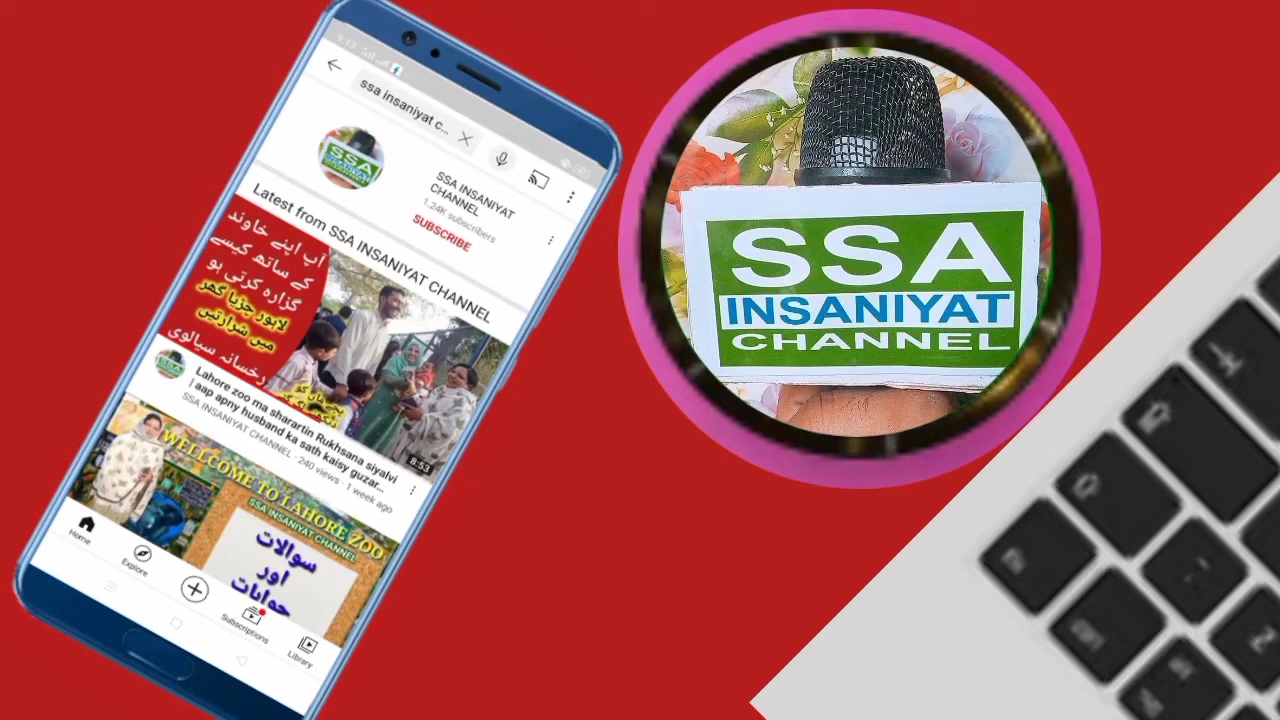 9:13
ssa insaniyat c...
SSA INSANIYAT
CHANNEL
1.24K subscribers
SUBSCRIBE
Latest from SSA INSANIYAT CHANNEL
آپ اپنے خاوند
کے ساتھ کیسے
گزارہ کرتی ہو
لاہور چڑیا گھر
میں شرارتیں
رخسانہ سیالوی
8:53
Lahore zoo ma sharartin Rukhsana siyalvi
| aap apny husband ka sath kaisy guzar...
SSA INSANIYAT CHANNEL · 240 views · 1 week ago
WELLCOME TO LAHORE ZOO
SSA INSANIYAT CHANNEL
سوالات
اور
جوابات
Home
Explore
Subscriptions
Library
SSA
INSANIYAT
CHANNEL